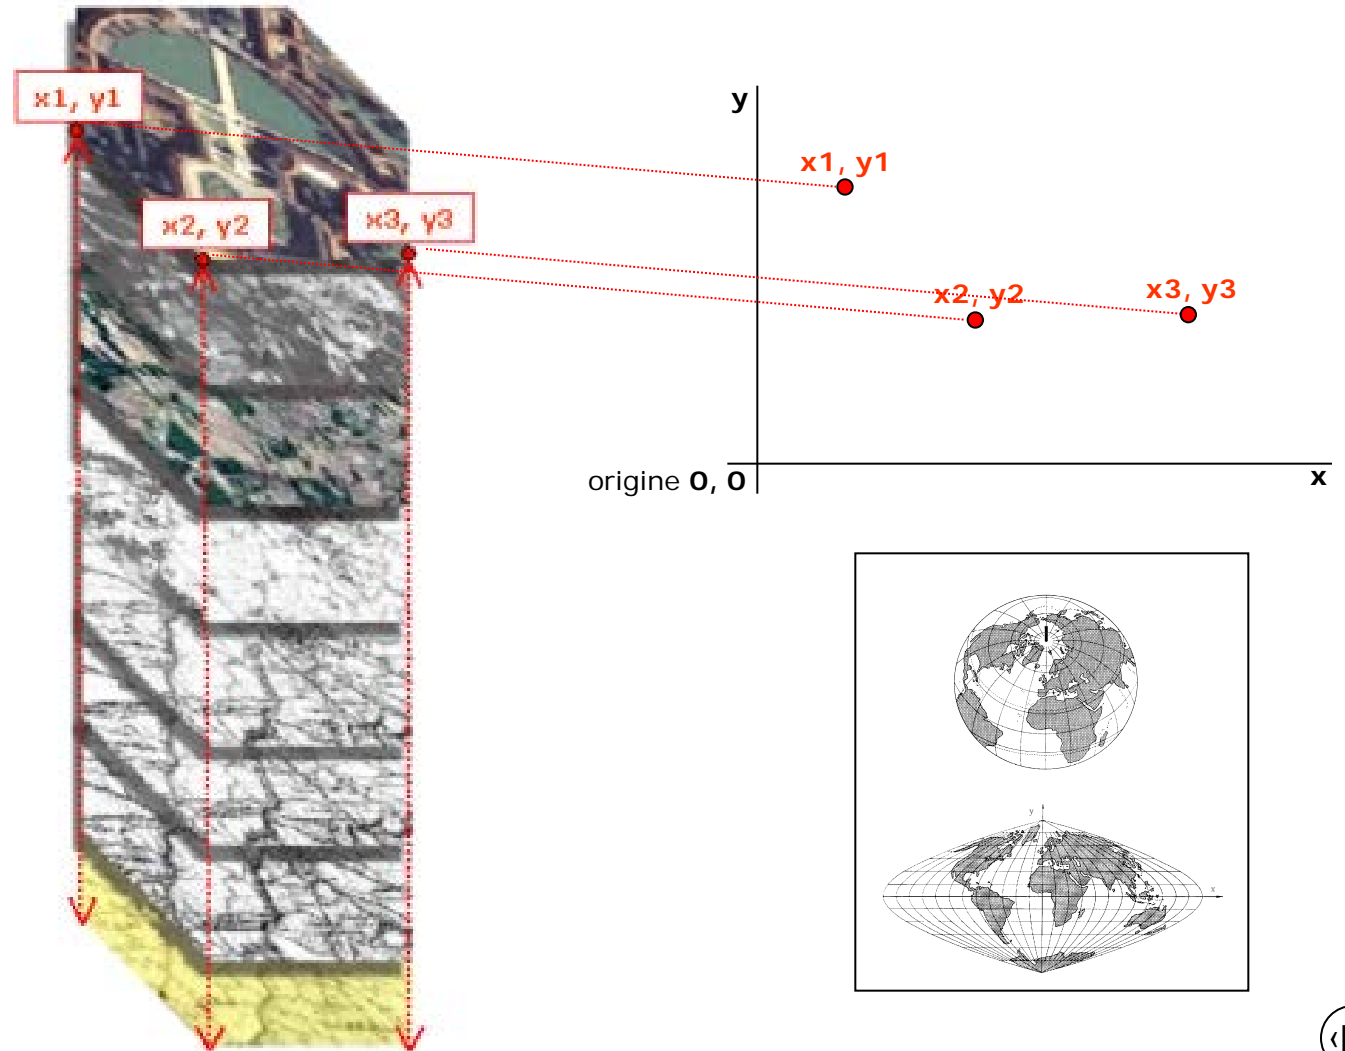 x1, y1
x2, y2
x3, y3
y
x1, y1
x2, y2
x3, y3
origine 0, 0
x
y
x